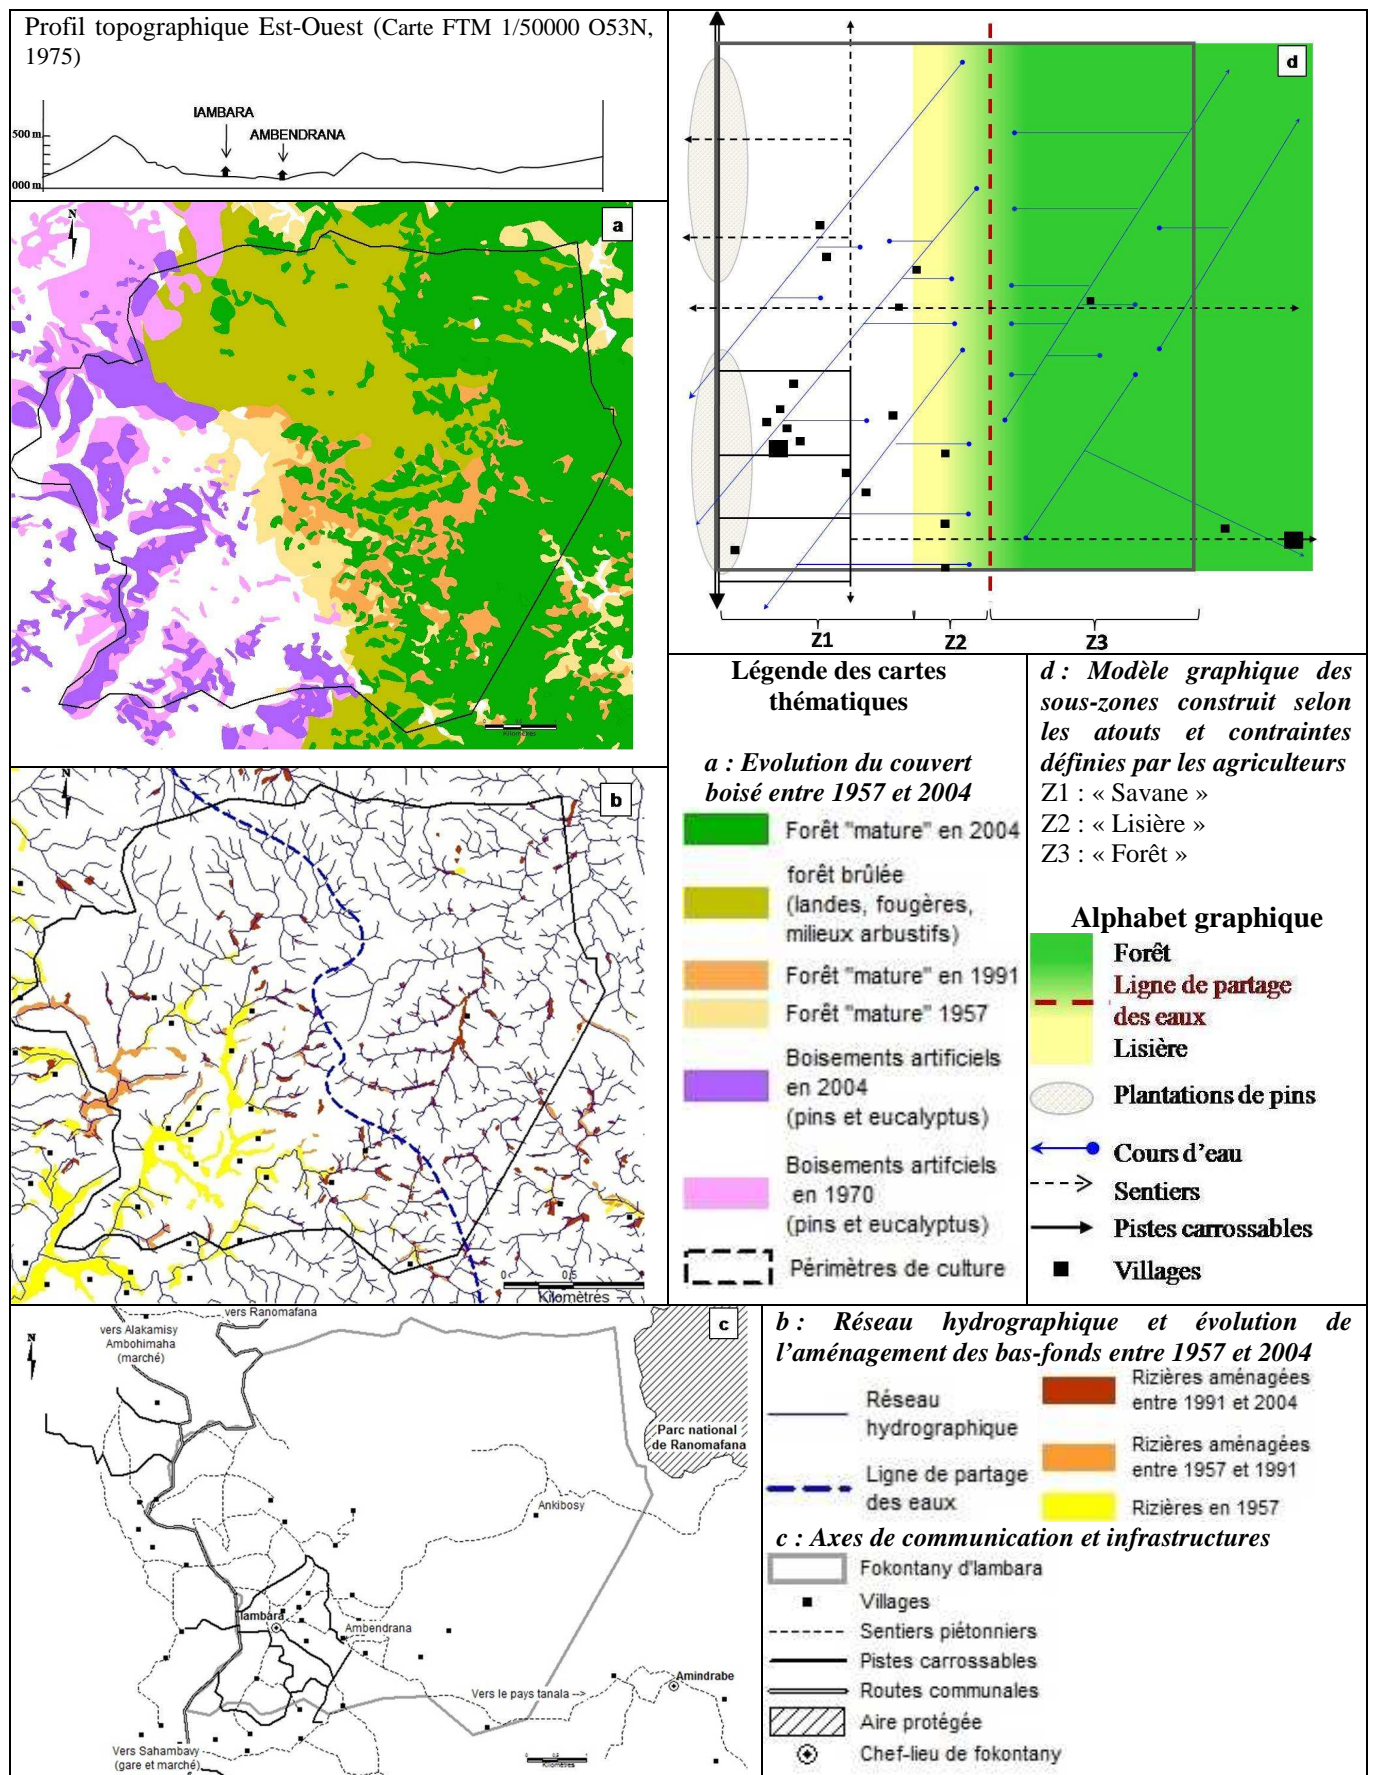 Profil topographique Est-Ouest (Carte FTM 1/50000 O53N,
1975)
IAMBARA
AMBENDRANA
500 m
000 m
N
a
Kilomètres
d
Z1
Z2
Z3
N
b
0
0,5
1
Kilomètres
Légende des cartes
thématiques
a : Evolution du couvert
boisé entre 1957 et 2004
Forêt "mature" en 2004
forêt brûlée
(landes, fougères,
milieux arbustifs)
Forêt "mature" en 1991
Forêt "mature" 1957
Boisements artificiels
en 2004
(pins et eucalyptus)
Boisements artifciels
en 1970
(pins et eucalyptus)
Périmètres de culture
d : Modèle graphique des
sous-zones construit selon
les atouts et contraintes
définies par les agriculteurs
Z1 : « Savane »
Z2 : « Lisière »
Z3 : « Forêt »
Alphabet graphique
Forêt
Ligne de partage
des eaux
Lisière
Plantations de pins
Cours d'eau
Sentiers
Pistes carrossables
Villages
N
c
vers Ranomafana
vers Alakamisy
Ambohimaha
(marché)
Parc national
de Ranomafana
Ankibosy
Iambara
Ambendrana
Amindrabe
Vers le pays tanala -->
Vers Sahambavy
(gare et marché)
Kilomètres
b : Réseau hydrographique et évolution de
l'aménagement des bas-fonds entre 1957 et 2004
Réseau
hydrographique
Ligne de partage
des eaux
Rizières aménagées
entre 1991 et 2004
Rizières aménagées
entre 1957 et 1991
Rizières en 1957
c : Axes de communication et infrastructures
Fokontany d'Iambara
Villages
Sentiers piétonniers
Pistes carrossables
Routes communales
Aire protégée
Chef-lieu de fokontany